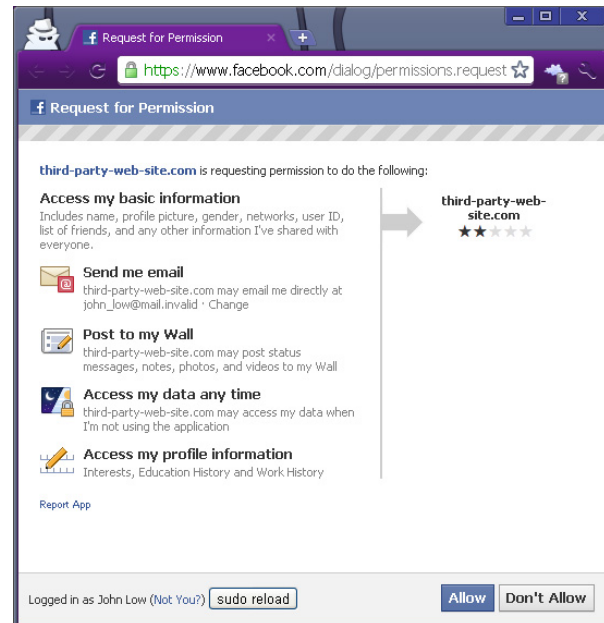 Request for Permission
https://www.facebook.com/dialog/permissions.request
Request for Permission
third-party-web-site.com is requesting permission to do the following:
Access my basic information
Includes name, profile picture, gender, networks, user ID,
list of friends, and any other information I've shared with
everyone.
Send me email
third-party-web-site.com may email me directly at
john_low@mail.invalid · Change
Post to my Wall
third-party-web-site.com may post status
messages, notes, photos, and videos to my Wall
Access my data any time
third-party-web-site.com may access my data when
I'm not using the application
Access my profile information
Interests, Education History and Work History
third-party-web-
site.com
Report App
Logged in as John Low (Not You?) sudo reload
Allow Don't Allow